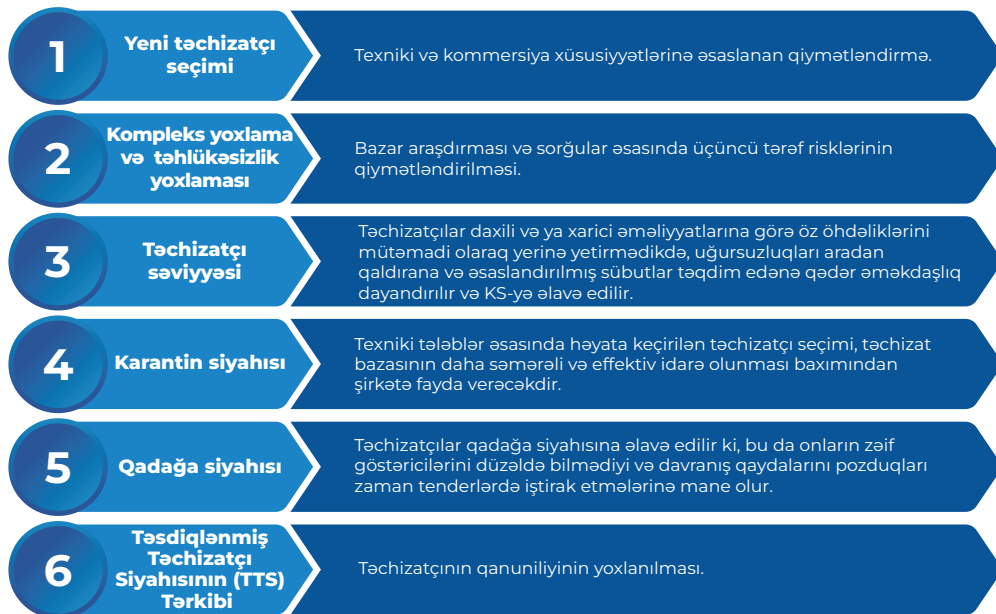 1
Yeni təchizatçı
seçimi
Texniki və kommersiya xüsusiyyətlərinə əsaslanan qiymətləndirmə.
2
Kompleks yoxlama
və təhlükəsizlik
yoxlaması
Bazar araşdırması və sorğular əsasında üçüncü tərəf risklərinin
qiymətləndirilməsi.
3
Təchizatçı
səviyyəsi
Təchizatçılar daxili və ya xarici əməliyyatlarına görə öz öhdəliklərini
mütəmadi olaraq yerinə yetirmədikdə, uğursuzluqları aradan
qaldırana və əsaslandırılmış sübutlar təqdim edənə qədər əməkdaşlıq
dayandırılır və KS-yə əlavə edilir.
4
Karantin siyahısı
Texniki tələblər əsasında həyata keçirilən təchizatçı seçimi, təchizat
bazasının daha səmərəli və effektiv idarə olunması baxımından
şirkətə fayda verəcəkdir.
5
Qadağa siyahısı
Təchizatçılar qadağa siyahısına əlavə edilir ki, bu da onların zəif
göstəricilərini düzəldə bilmədiyi və davranış qaydalarını pozduqları
zaman tenderlərdə iştirak etmələrinə mane olur.
6
Təsdiqlənmiş
Təchizatçı
Siyahısının (TTS)
Tərkibi
Təchizatçının qanuniliyinin yoxlanılması.